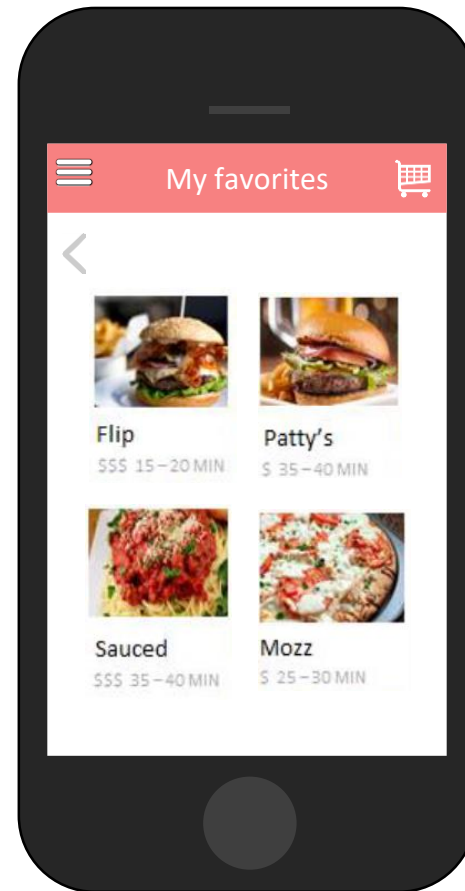 My favorites
Flip
$$$ 15–20 MIN
Patty's
$ 35–40 MIN
Sauced
$$$ 35–40 MIN
Mozz
$ 25–30 MIN